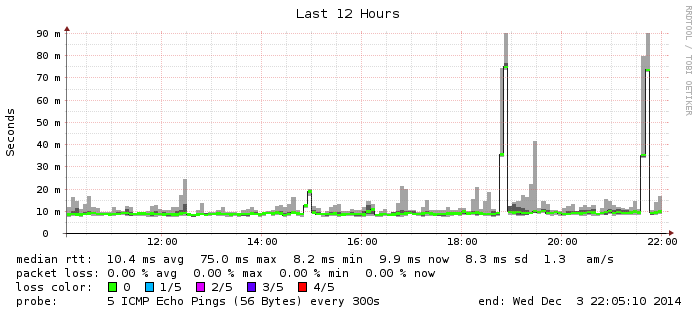 Last 12 Hours
RRDTOOL / TOBI OETIKER
Seconds
90 m
80 m
70 m
60 m
50 m
40 m
30 m
20 m
10 m
0
12:00 14:00 16:00 18:00 20:00 22:00
median rtt: 10.4 ms avg 75.0 ms max 8.2 ms min 9.9 ms now 8.3 ms sd 1.3 am/s
packet loss: 0.00 % avg 0.00 % max 0.00 % min 0.00 % now
loss color: 0 1/5 2/5 3/5 4/5
probe: 5 ICMP Echo Pings (56 Bytes) every 300s end: Wed Dec 3 22:05:10 2014